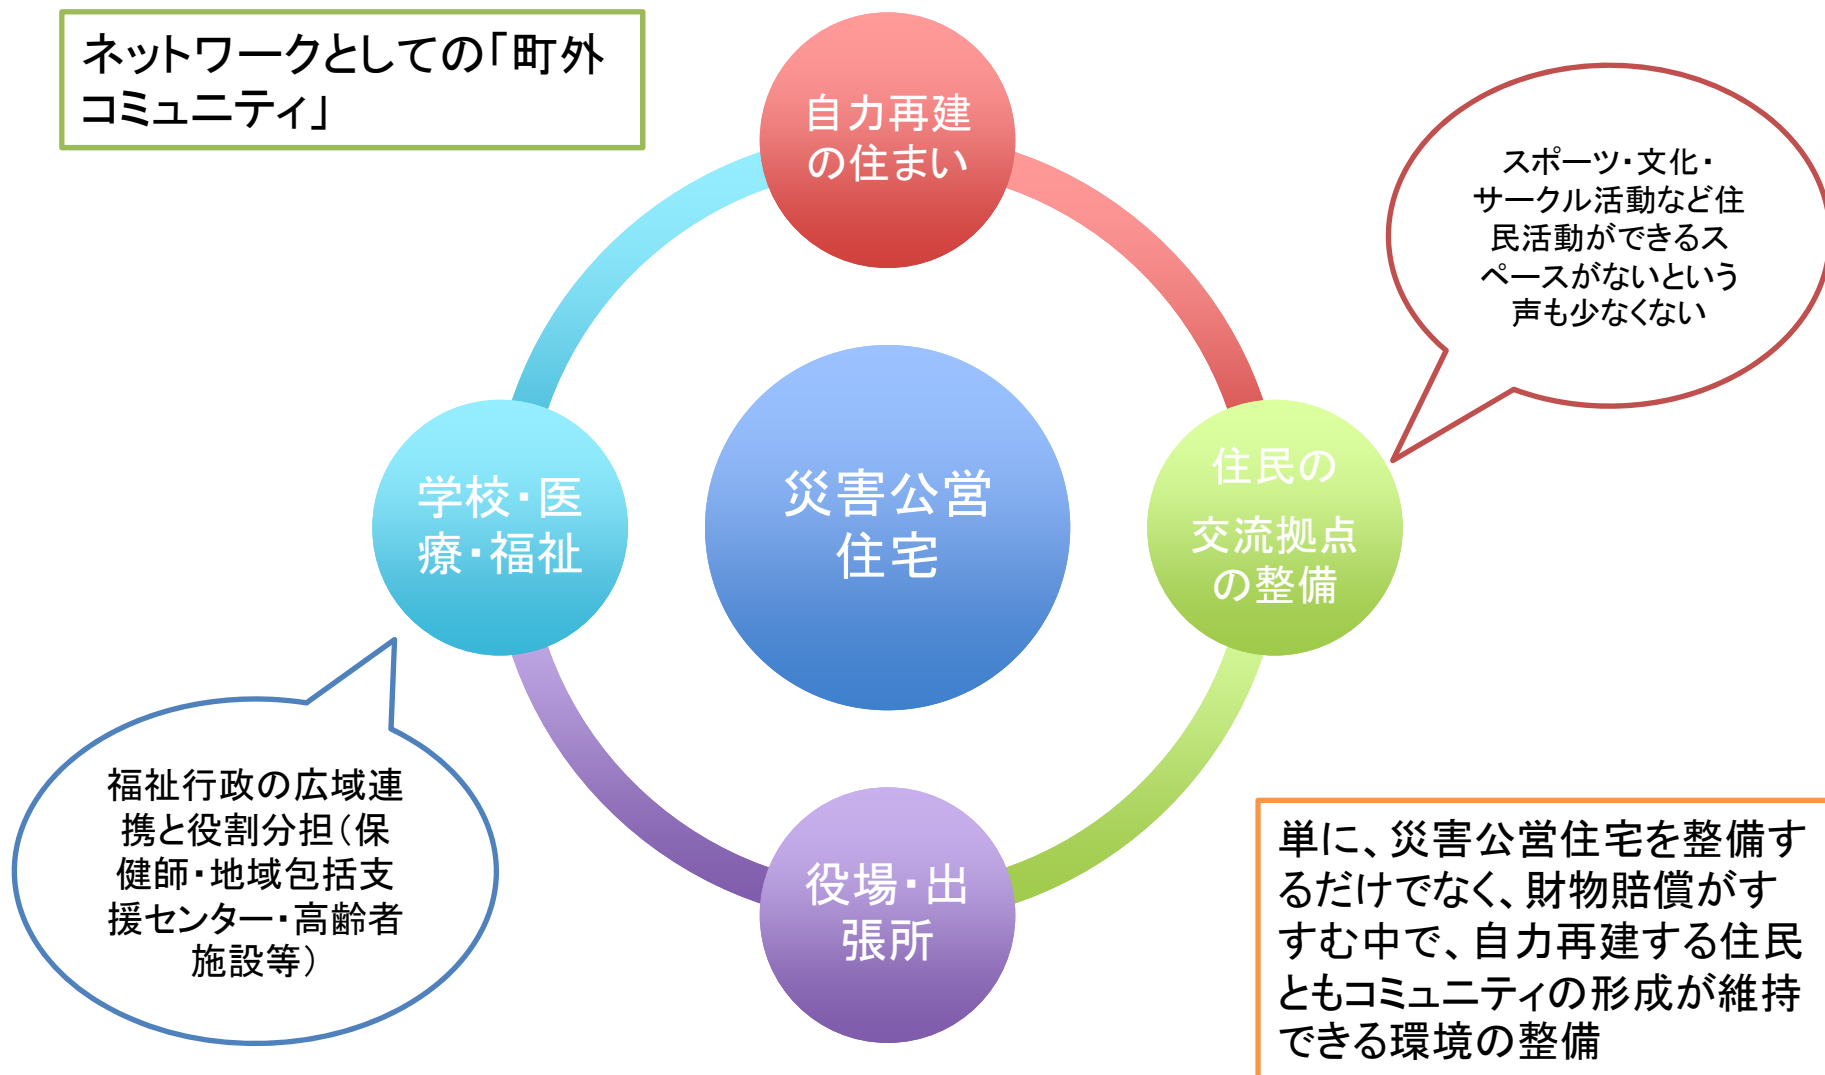 ネットワークとしての「町外
コミュニティ」
自力再建
の住まい
スポーツ・文化・
サークル活動など住
民活動ができるス
ペースがないという
声も少なくない
学校・医
療・福祉
災害公営
住宅
住民の
交流拠点
の整備
福祉行政の広域連
携と役割分担（保
健師・地域包括支
援センター・高齢者
施設等）
役場・出
張所
単に、災害公営住宅を整備す
るだけでなく、財物賠償がす
すむ中で、自力再建する住民
ともコミュニティの形成が維持
できる環境の整備